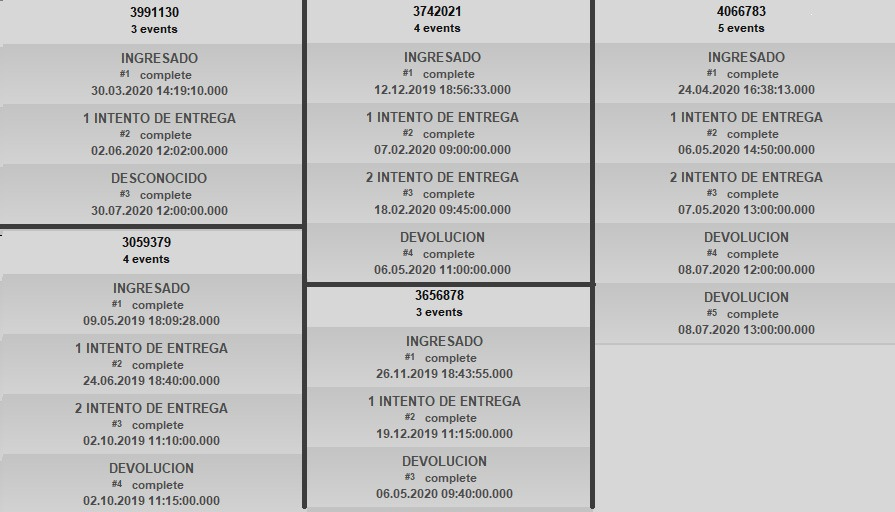 3991130
3 events
INGRESADO
#1 complete
30.03.2020 14:19:10.000
1 INTENTO DE ENTREGA
#2 complete
02.06.2020 12:02:00.000
DESCONOCIDO
#3 complete
30.07.2020 12:00:00.000
3059379
4 events
INGRESADO
#1 complete
09.05.2019 18:09:28.000
1 INTENTO DE ENTREGA
#2 complete
24.06.2019 18:40:00.000
2 INTENTO DE ENTREGA
#3 complete
02.10.2019 11:10:00.000
DEVOLUCION
#4 complete
02.10.2019 11:15:00.000
3742021
4 events
INGRESADO
#1 complete
12.12.2019 18:56:33.000
1 INTENTO DE ENTREGA
#2 complete
07.02.2020 09:00:00.000
2 INTENTO DE ENTREGA
#3 complete
18.02.2020 09:45:00.000
DEVOLUCION
#4 complete
06.05.2020 11:00:00.000
3656878
3 events
INGRESADO
#1 complete
26.11.2019 18:43:55.000
1 INTENTO DE ENTREGA
#2 complete
19.12.2019 11:15:00.000
DEVOLUCION
#3 complete
06.05.2020 09:40:00.000
4066783
5 events
INGRESADO
#1 complete
24.04.2020 16:38:13.000
1 INTENTO DE ENTREGA
#2 complete
06.05.2020 14:50:00.000
2 INTENTO DE ENTREGA
#3 complete
07.05.2020 13:00:00.000
DEVOLUCION
#4 complete
08.07.2020 12:00:00.000
DEVOLUCION
#5 complete
08.07.2020 13:00:00.000